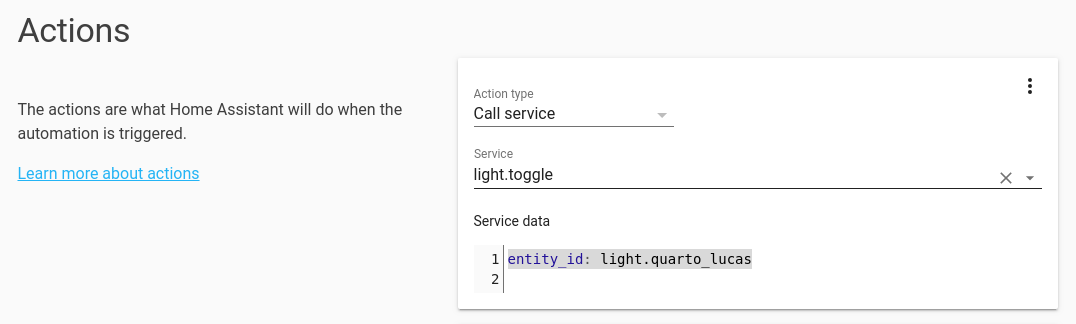 Actions
The actions are what Home Assistant will do when the
automation is triggered.
Learn more about actions
Action type
Call service
Service
light.toggle
Service data
1 entity_id: light.quarto_lucas
2